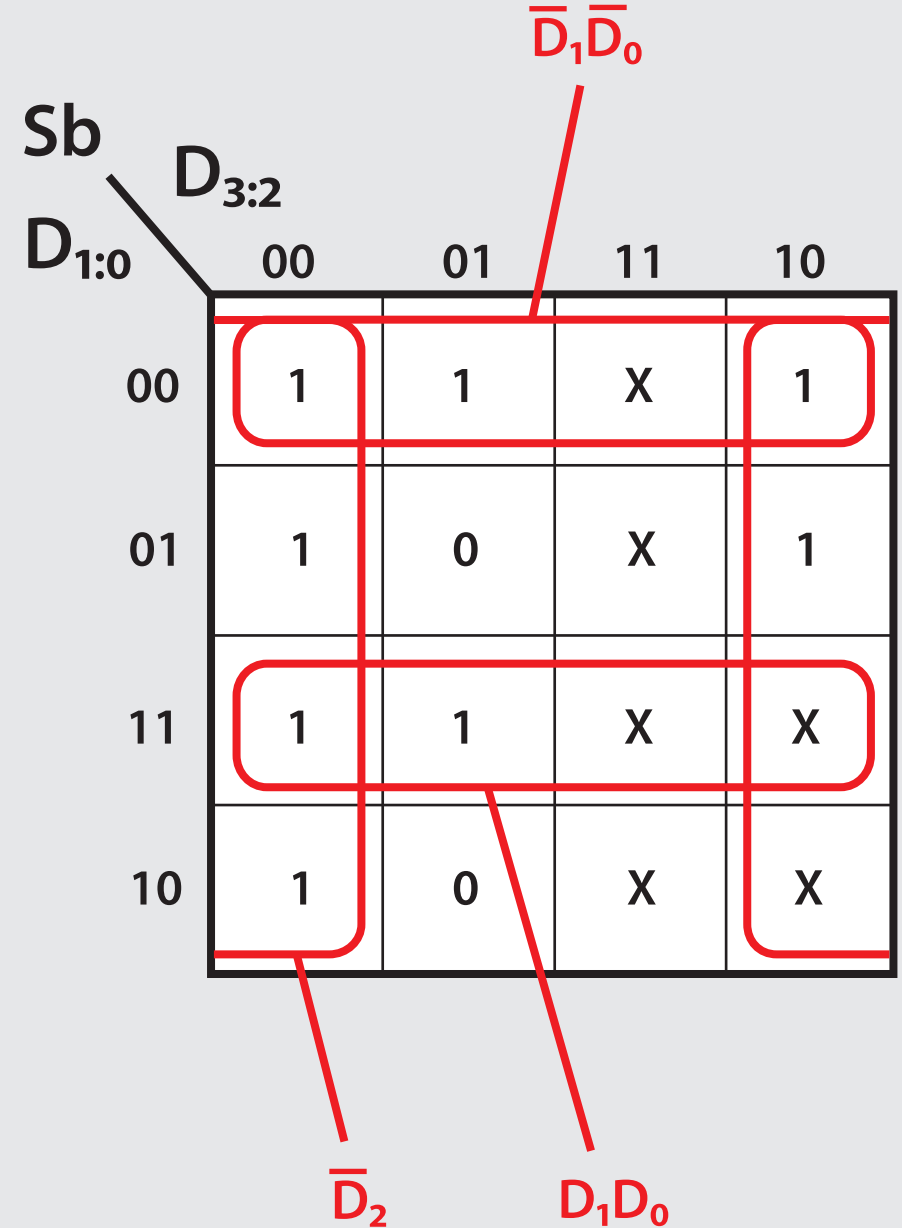 D̅₁D̅₀
Sb
D₃:₂
D₁:₀
00 01 11 10
00 1 1 X 1
01 1 0 X 1
11 1 1 X X
10 1 0 X X
D̅₂ D₁D₀